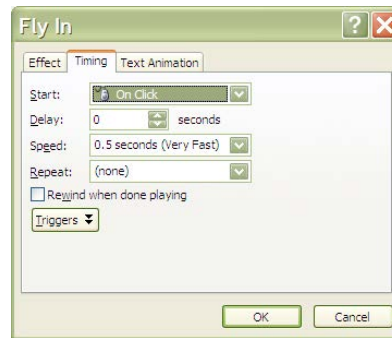 Fly In
Effect Timing Text Animation
Start: On Click
Delay: 0 seconds
Speed: 0.5 seconds (Very Fast)
Repeat: (none)
Rewind when done playing
Triggers
OK Cancel